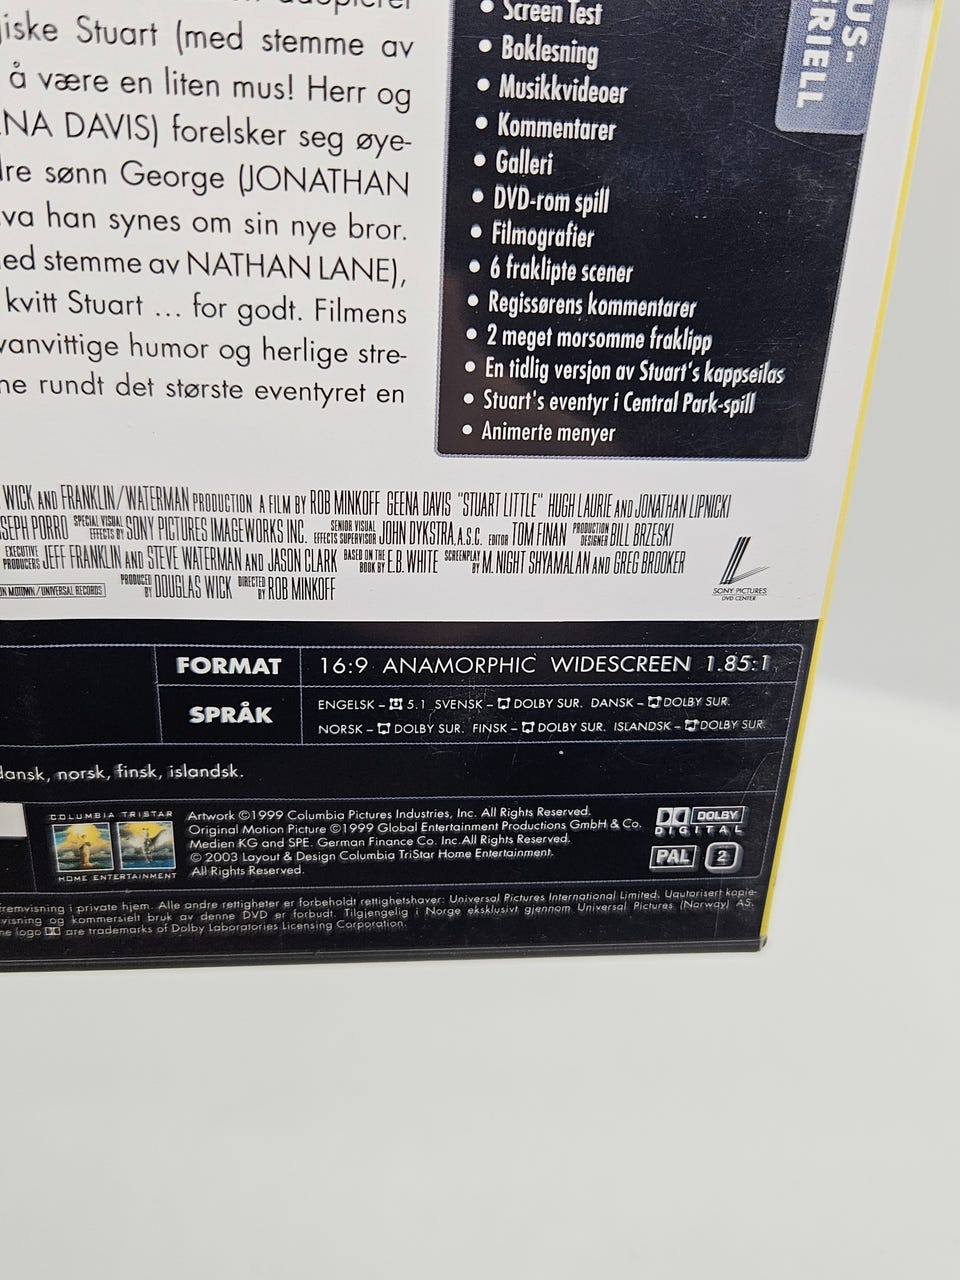 giske Stuart (med stemme av
å være en liten mus! Herr og
NA DAVIS) forelsker seg øye-
dre sønn George (JONATHAN
va han synes om sin nye bror.
ed stemme av NATHAN LANE),
kvitt Stuart ... for godt. Filmens
vanvittige humor og herlige stre-
ne rundt det største eventyret en
• Screen Test
• Boklesning
• Musikkvideoer
• Kommentarer
• Galleri
• DVD-rom spill
• Filmografier
• 6 fraklipte scener
• Regissørens kommentarer
• 2 meget morsomme fraklipp
• En tidlig versjon av Stuart's kappseilas
• Stuart's eventyr i Central Park-spill
• Animerte menyer
US-
RIELL
WICK AND FRANKLIN/WATERMAN PRODUCTION A FILM BY ROB MINKOFF GEENA DAVIS "STUART LITTLE" HUGH LAURIE AND JONATHAN LIPNICKI
SEPH PORRO SPECIAL VISUAL EFFECTS BY SONY PICTURES IMAGEWORKS INC. SENIOR VISUAL EFFECTS SUPERVISOR JOHN DYKSTRA, A.S.C. EDITOR TOM FINAN PRODUCTION DESIGNER BILL BRZESKI
EXECUTIVE PRODUCERS JEFF FRANKLIN AND STEVE WATERMAN AND JASON CLARK BASED ON THE BOOK BY E.B. WHITE SCREENPLAY BY M. NIGHT SHYAMALAN AND GREG BROOKER
ON MOTOWN/UNIVERSAL RECORDS PRODUCED BY DOUGLAS WICK DIRECTED BY ROB MINKOFF
SONY PICTURES
DVD CENTER
FORMAT 16:9 ANAMORPHIC WIDESCREEN 1.85:1
SPRÅK
ENGELSK – 5.1 SVENSK – DOLBY SUR. DANSK – DOLBY SUR.
NORSK – DOLBY SUR. FINSK – DOLBY SUR. ISLANDSK – DOLBY SUR.
dansk, norsk, finsk, islandsk.
COLUMBIA TRISTAR
HOME ENTERTAINMENT
Artwork ©1999 Columbia Pictures Industries, Inc. All Rights Reserved.
Original Motion Picture ©1999 Global Entertainment Productions GmbH & Co.
Medien KG and SPE. German Finance Co. Inc.All Rights Reserved.
© 2003 Layout & Design Columbia TriStar Home Entertainment.
All Rights Reserved.
DOLBY
DIGITAL
PAL 2
fremvisning i private hjem. Alle andre rettigheter er forbeholdt rettighetshaver: Universal Pictures International Limited. Uautorisert kopie-
visning og kommersielt bruk av denne DVD er forbudt. Tilgjengelig i Norge eksklusivt gjennom Universal Pictures (Norway) AS.
ne logo are trademarks of Dolby Laboratories Licensing Corporation.